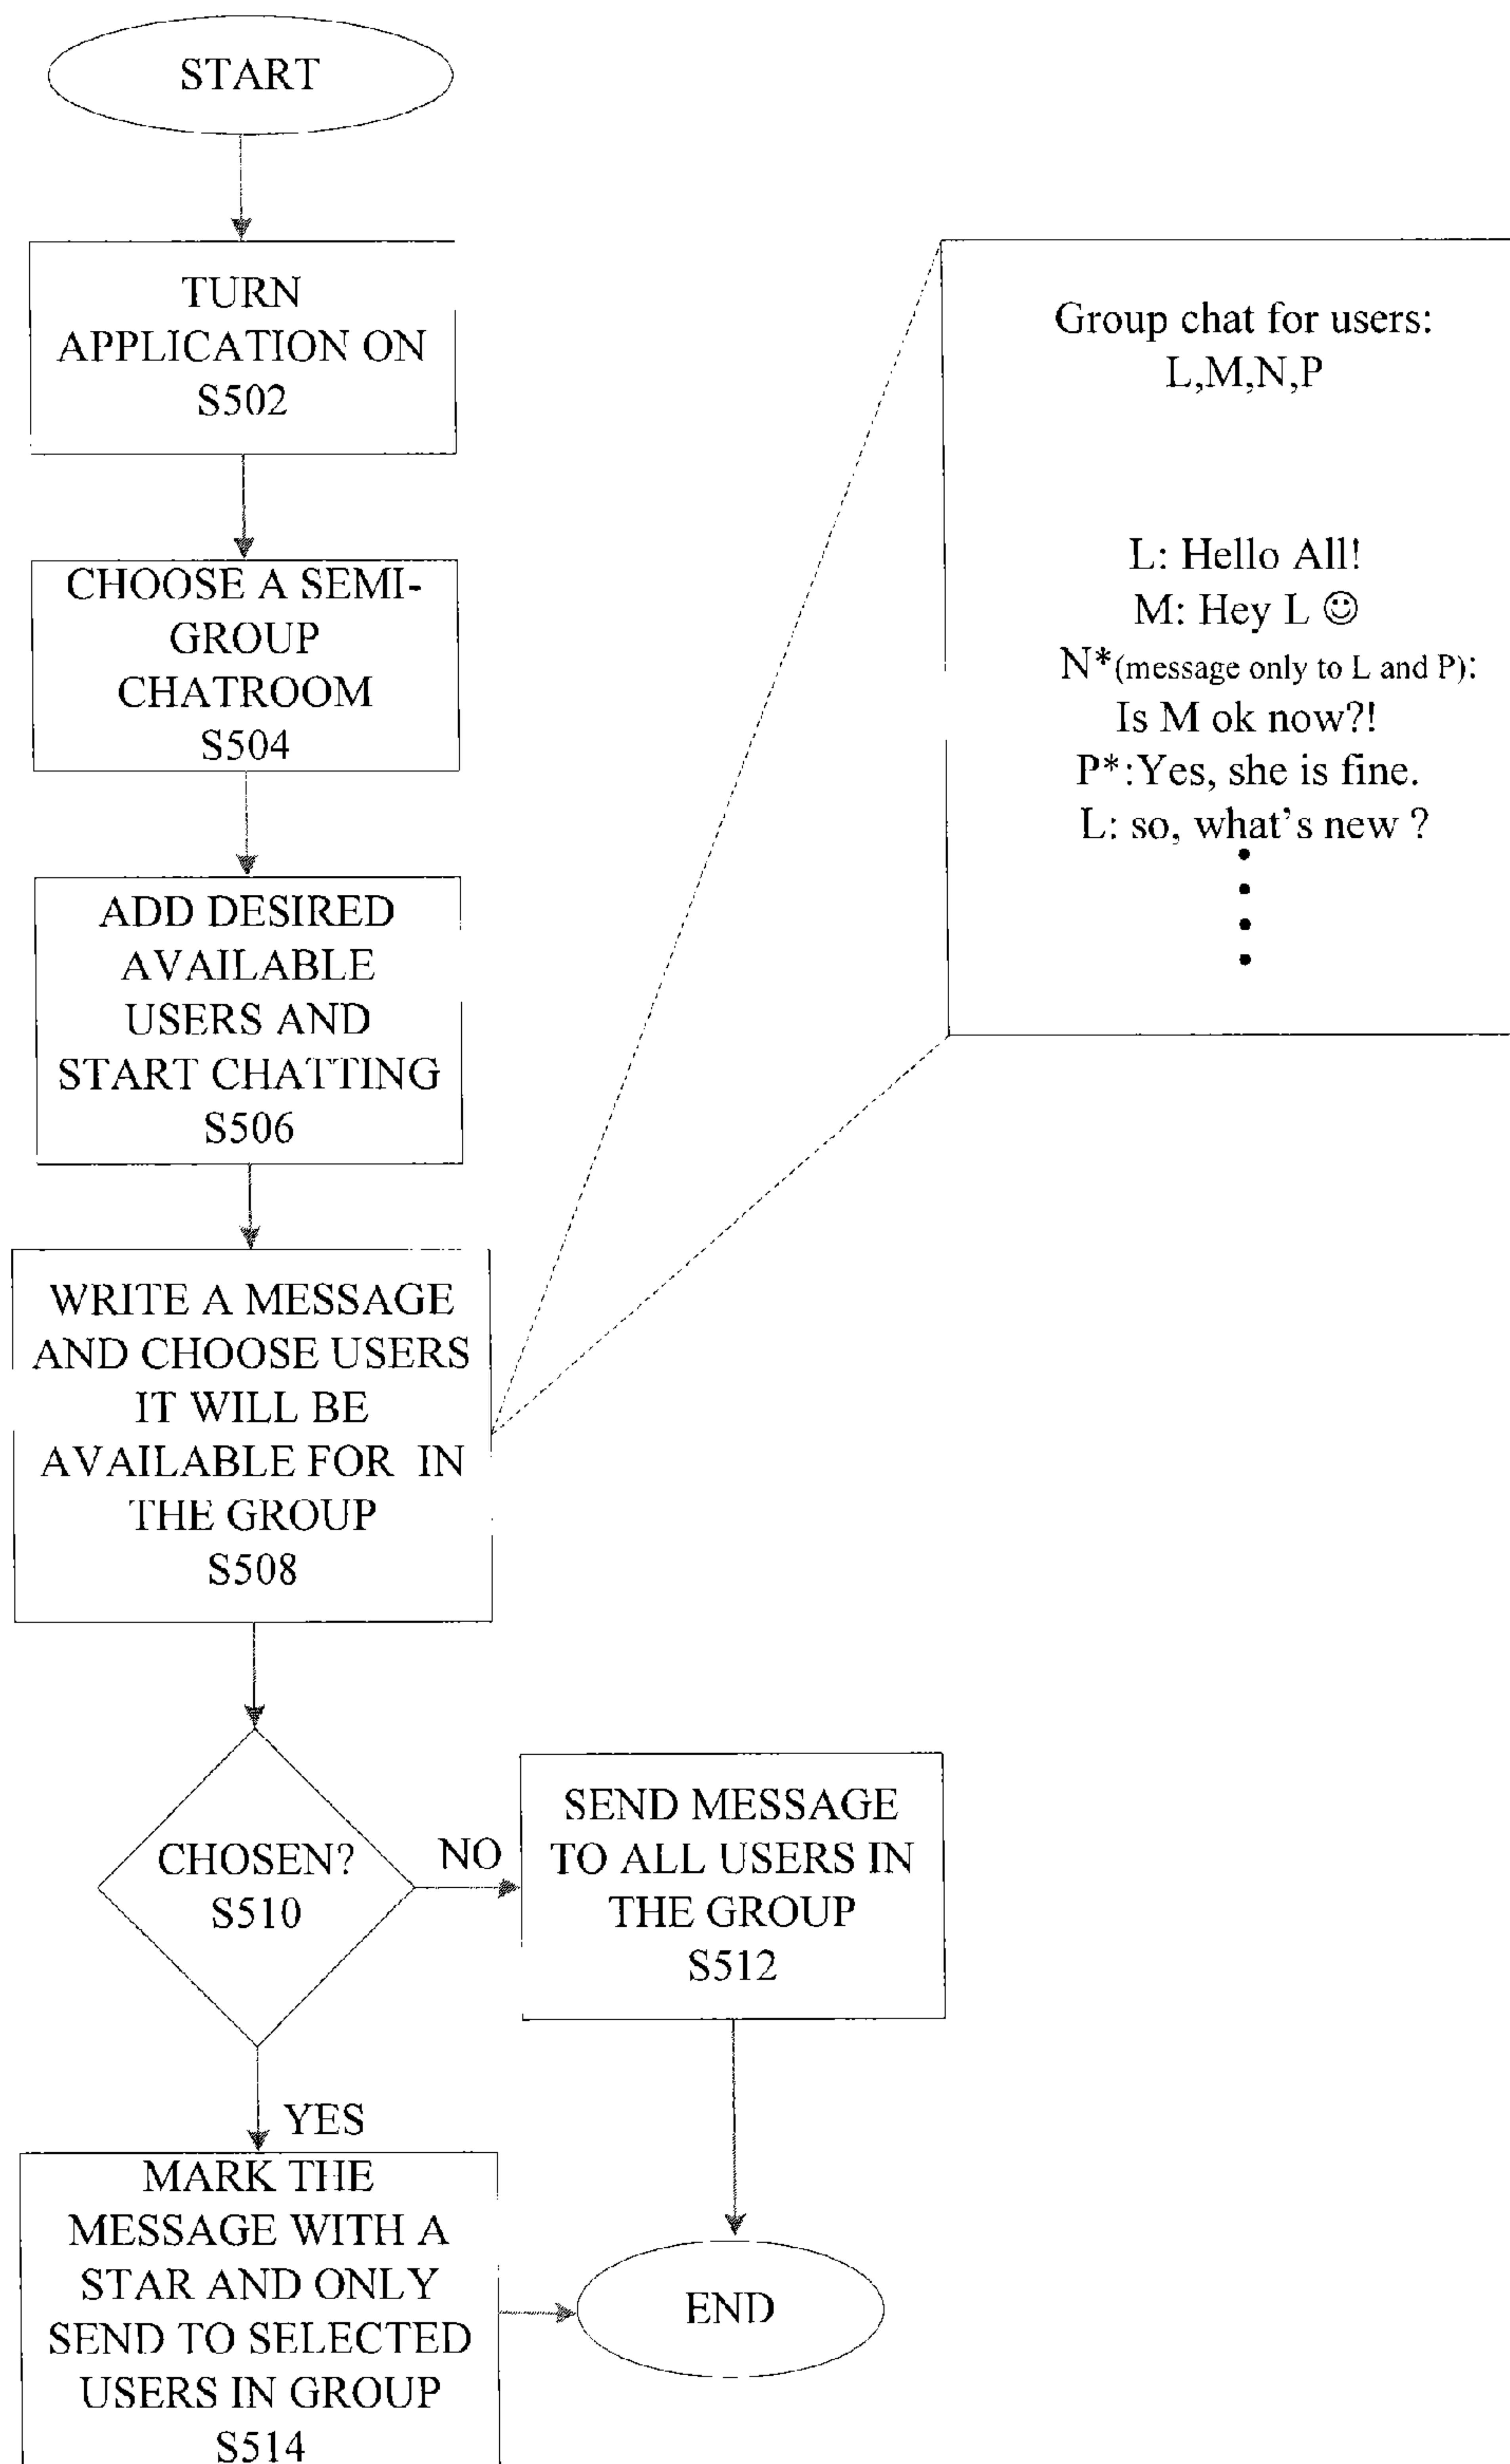 START
TURN
APPLICATION ON
S502
CHOOSE A SEMI-
GROUP
CHATROOM
S504
ADD DESIRED
AVAILABLE
USERS AND
START CHATTING
S506
WRITE A MESSAGE
AND CHOOSE USERS
IT WILL BE
AVAILABLE FOR IN
THE GROUP
S508
Group chat for users:
L,M,N,P
L: Hello All!
M: Hey L ☺
N*(message only to L and P):
Is M ok now?!
P*:Yes, she is fine.
L: so, what's new ?
CHOSEN?
S510
NO
SEND MESSAGE
TO ALL USERS IN
THE GROUP
S512
YES
MARK THE
MESSAGE WITH A
STAR AND ONLY
SEND TO SELECTED
USERS IN GROUP
S514
END